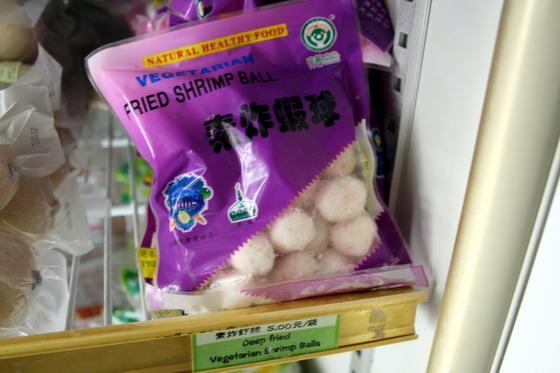 NATURAL HEALTHY FOOD
VEGETARIAN
FRIED SHRIMP BALL
素炸蝦球
素炸虾球 5.00元/袋
Deep fried
Vegetarian Shrimp Balls